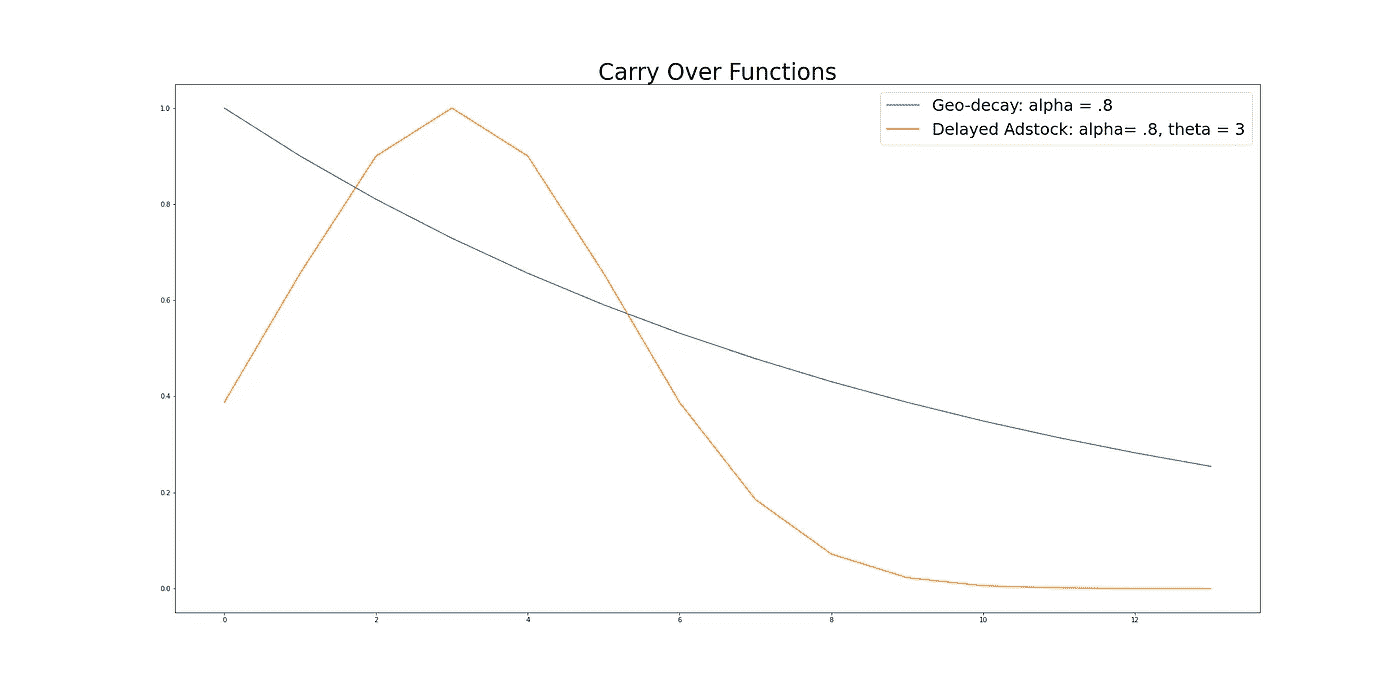 Carry Over Functions
Geo-decay: alpha = .8
Delayed Adstock: alpha= .8, theta = 3
1.0
0.8
0.6
0.4
0.2
0.0
0 2 4 6 8 10 12